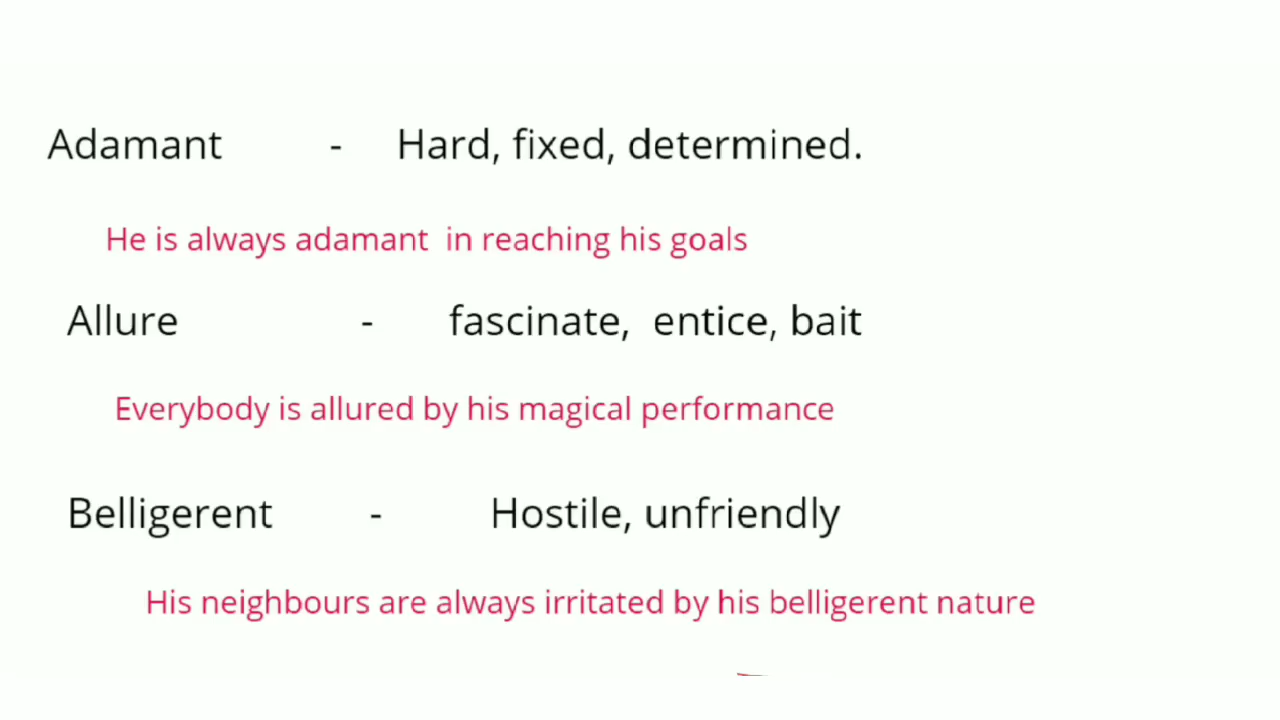 Adamant - Hard, fixed, determined.
He is always adamant in reaching his goals
Allure - fascinate, entice, bait
Everybody is allured by his magical performance
Belligerent - Hostile, unfriendly
His neighbours are always irritated by his belligerent nature